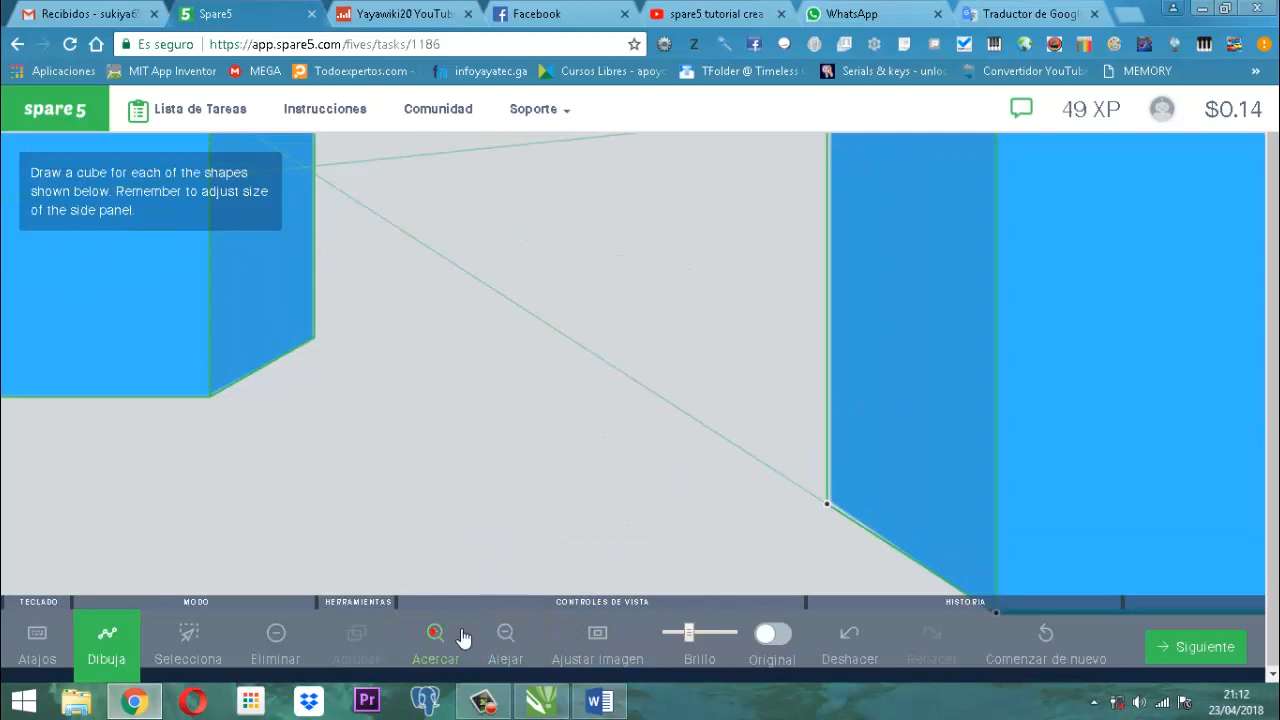 Recibidos - sukiya6
Spare5
Yayawiki20 YouTub
Facebook
spare5 tutorial crea
WhatsApp
Traductor de Googl
Es seguro
https://app.spare5.com/fives/tasks/1186
Aplicaciones
MIT App Inventor
MEGA
Todoexpertos.com -
infoyayatec.ga
Cursos Libres - apoy
TFolder @ Timeless
Serials & keys - unloc
Convertidor YouTub
MEMORY
»
spare5
Lista de Tareas
Instrucciones
Comunidad
Soporte
49 XP
$0.14
Draw a cube for each of the shapes
shown below. Remember to adjust size
of the side panel.
TECLADO
MODO
HERRAMIENTAS
CONTROLES DE VISTA
HISTORIA
Atajos
Dibuja
Selecciona
Eliminar
Agrupar
Acercar
Alejar
Ajustar imagen
Brillo
Original
Deshacer
Rehacer
Comenzar de nuevo
Siguiente
Pr
21:12
23/04/2018